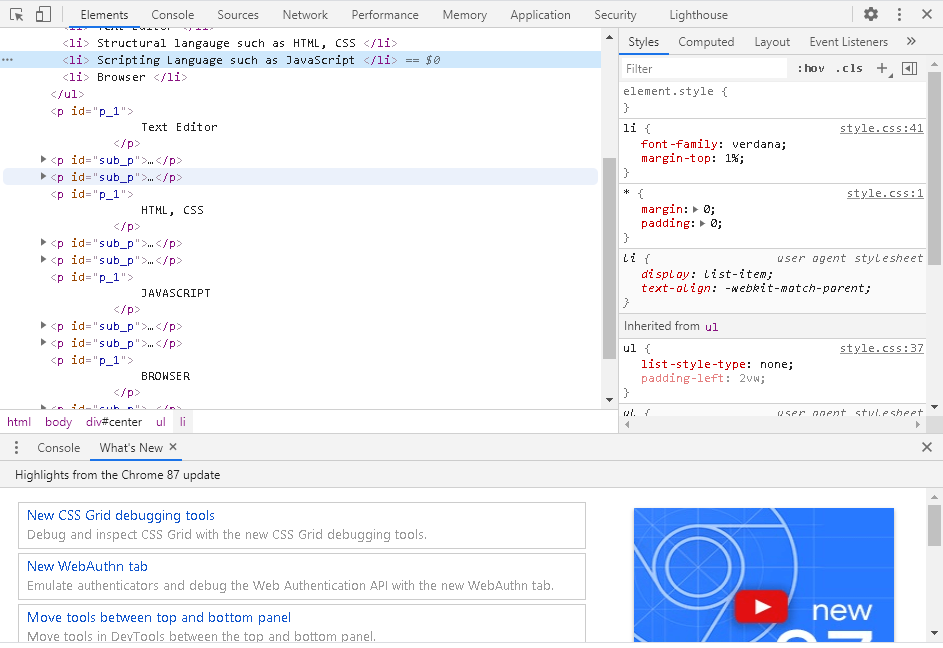 Elements Console Sources Network Performance Memory Application Security Lighthouse
<li> Structural langauge such as HTML, CSS </li>
<li> Scripting Language such as JavaScript </li> == $0
<li> Browser </li>
</ul>
<p id="p_1">
Text Editor
</p>
<p id="sub_p">…</p>
<p id="sub_p">…</p>
<p id="p_1">
HTML, CSS
</p>
<p id="sub_p">…</p>
<p id="sub_p">…</p>
<p id="p_1">
JAVASCRIPT
</p>
<p id="sub_p">…</p>
<p id="sub_p">…</p>
<p id="p_1">
BROWSER
</p>
<p id="sub_p">…</p>
html body div#center ul li
Styles Computed Layout Event Listeners »
Filter :hov .cls +
element.style {
}
li { style.css:41
font-family: verdana;
margin-top: 1%;
}
* { style.css:1
margin: 0;
padding: 0;
}
li { user agent stylesheet
display: list-item;
text-align: -webkit-match-parent;
}
Inherited from ul
ul { style.css:37
list-style-type: none;
padding-left: 2vw;
}
ul { user agent stylesheet
Console What's New ×
Highlights from the Chrome 87 update
New CSS Grid debugging tools
Debug and inspect CSS Grid with the new CSS Grid debugging tools.
New WebAuthn tab
Emulate authenticators and debug the Web Authentication API with the new WebAuthn tab.
Move tools between top and bottom panel
Move tools in DevTools between the top and bottom panel.
new